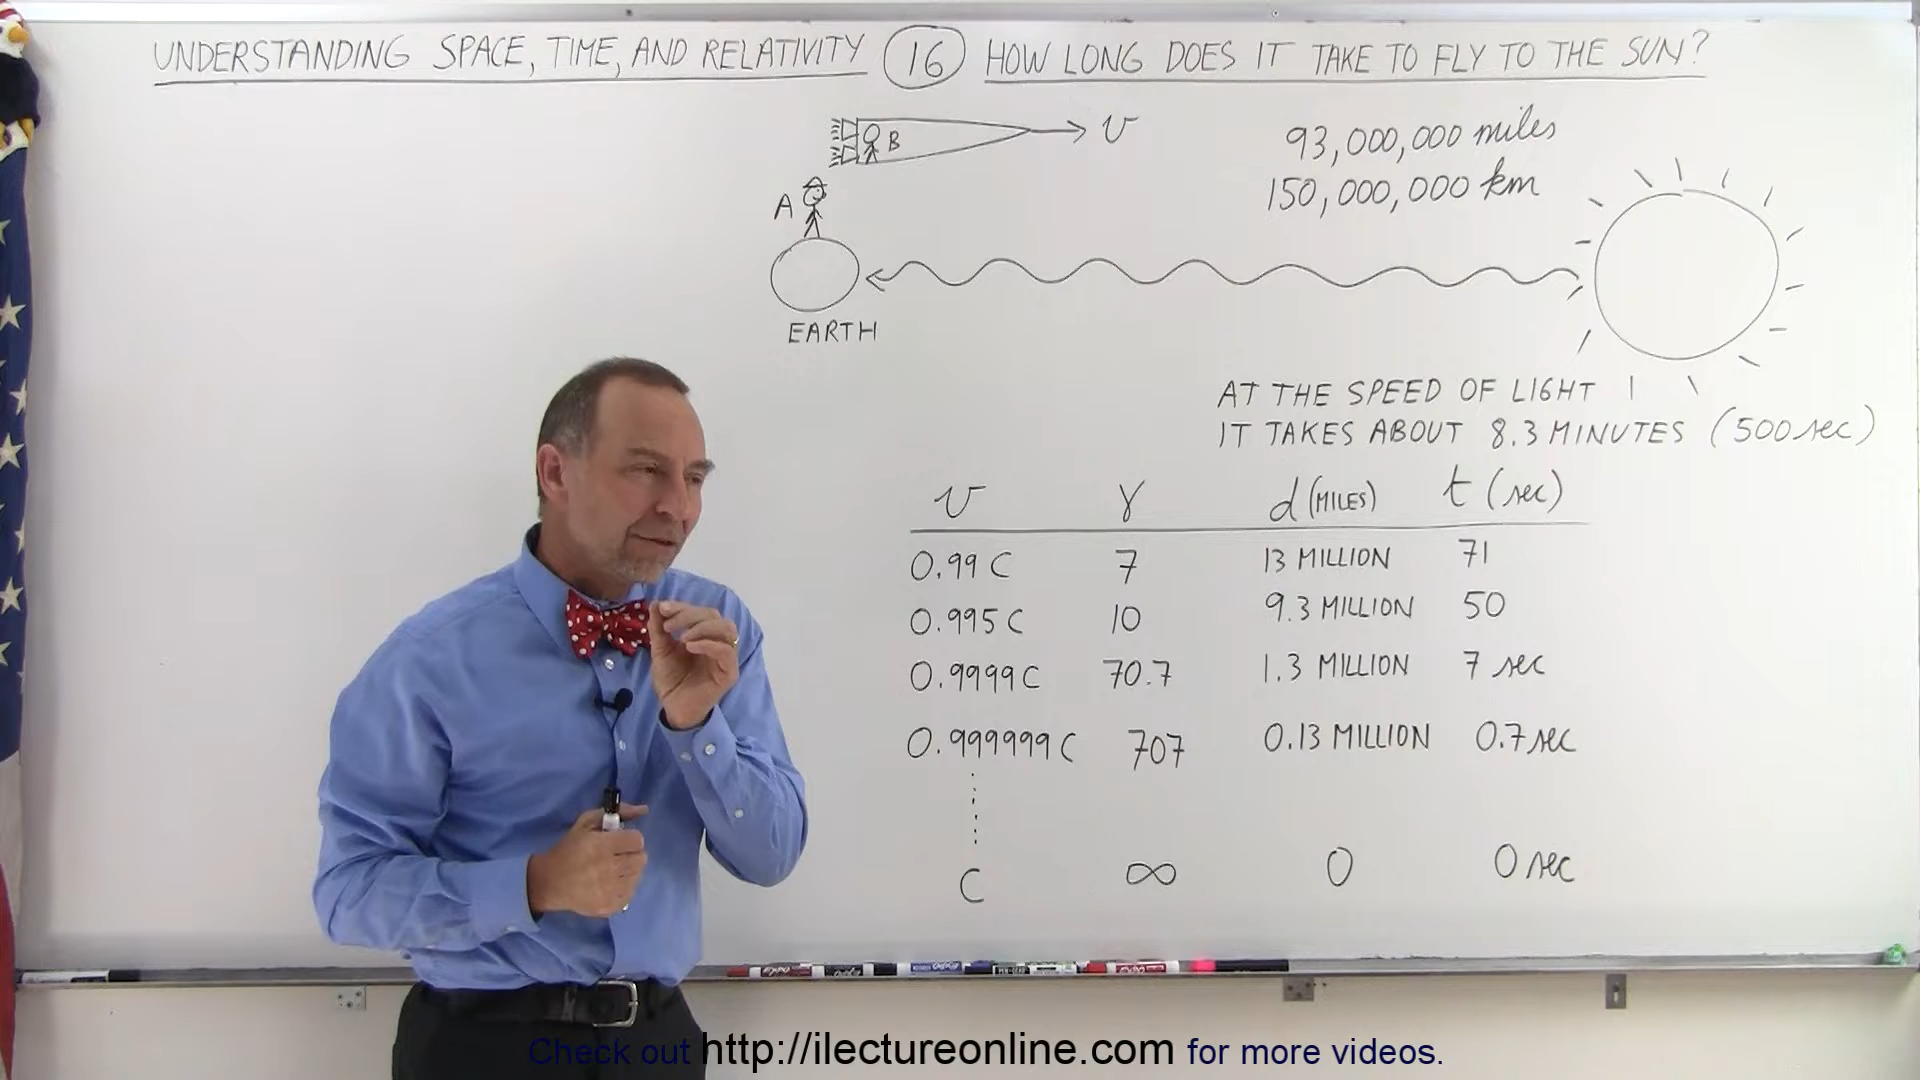 UNDERSTANDING SPACE, TIME, AND RELATIVITY 16 HOW LONG DOES IT TAKE TO FLY TO THE SUN?
B
v
93,000,000 miles
150,000,000 km
A
EARTH
AT THE SPEED OF LIGHT
IT TAKES ABOUT 8.3 MINUTES (500 sec)
v γ d (MILES) t (sec)
0.99 C 7 13 MILLION 71
0.995 C 10 9.3 MILLION 50
0.9999 C 70.7 1.3 MILLION 7 sec
0.999999 C 707 0.13 MILLION 0.7 sec
C ∞ 0 0 sec
Check out http://ilectureonline.com for more videos.